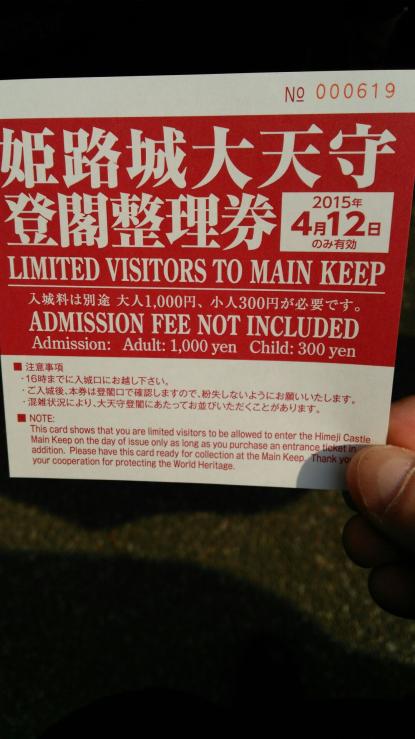 № 000619
姫路城大天守
登閣整理券
2015年
4月12日
のみ有効
LIMITED VISITORS TO MAIN KEEP
入城料は別途 大人1,000円、小人300円が必要です。
ADMISSION FEE NOT INCLUDED
Admission: Adult: 1,000 yen Child: 300 yen
■ 注意事項
・16時までに入城口にお越し下さい。
・ご入城後、本券は登閣口で確認しますので、紛失しないようにお願いいたします。
・混雑状況により、大天守登閣にあたってお並びいただくことがあります。
■ NOTE:
This card shows that you are limited visitors to be allowed to enter the Himeji Castle
Main Keep on the day of issue only as long as you purchase an entrance ticket in
addition. Please have this card ready for collection at the Main Keep. Thank you
your cooperation for protecting the World Heritage.